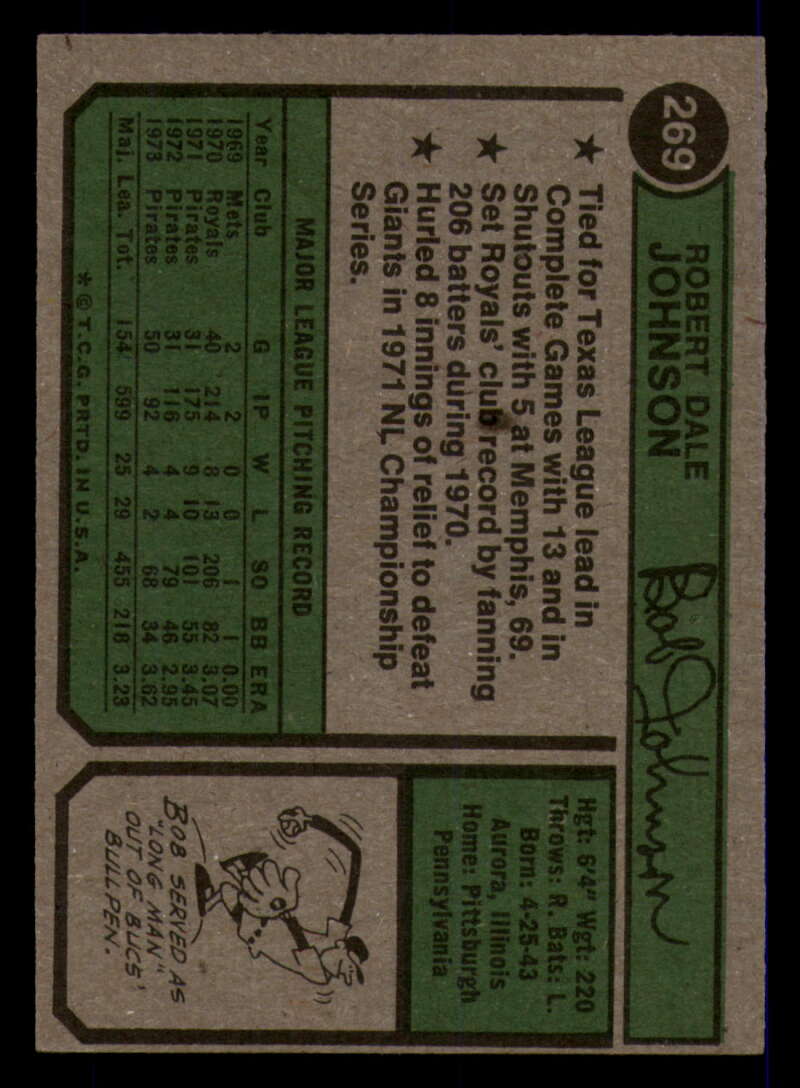 269
ROBERT DALE
JOHNSON
Bob Johnson
★ Tied for Texas League lead in
Complete Games with 13 and in
Shutouts with 5 at Memphis, 69.
★ Set Royals' club record by fanning
206 batters during 1970.
★ Hurled 8 innings of relief to defeat
Giants in 1971 NL Championship
Series.
Hgt: 6'4" Wgt: 220
Throws: R. Bats: L.
Born: 4-25-43
Aurora, Illinois
Home: Pittsburgh
Pennsylvania
MAJOR LEAGUE PITCHING RECORD
Year Club G IP W L SO BB ERA
1969 Mets 2 2 0 0 1 1 0.00
1970 Royals 40 214 8 13 206 82 3.07
1971 Pirates 31 175 9 10 101 55 3.45
1972 Pirates 31 116 4 4 79 46 2.95
1973 Pirates 50 92 4 2 68 34 3.62
Maj. Lea. Tot. 154 599 25 29 455 218 3.23
* © T.C.G. PRTD. IN U.S.A.
BOB SERVED AS
"LONG MAN"
OUT OF BUCS'
BULLPEN.